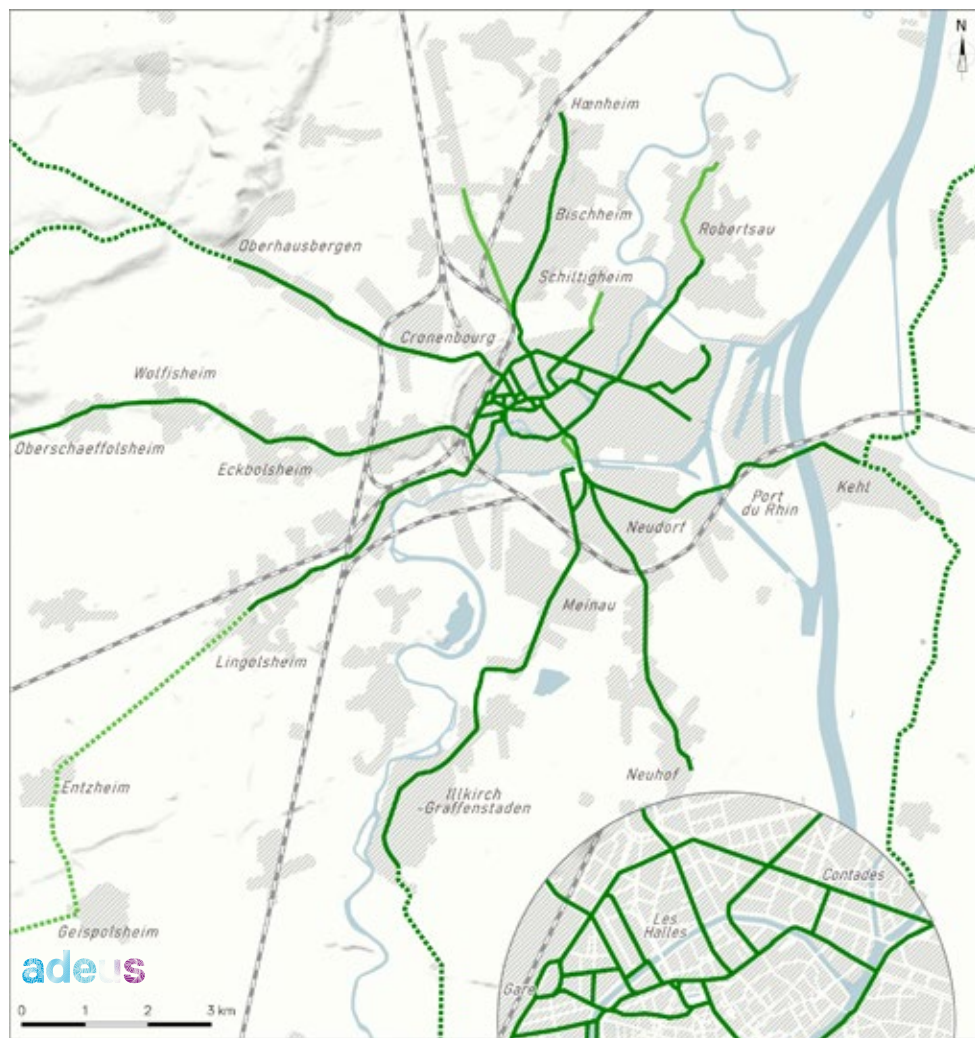 N
Hœnheim
Bischheim
Robertsau
Oberhausbergen
Schiltigheim
Cronenbourg
Wolfisheim
Oberschaeffolsheim
Eckbolsheim
Kehl
Port
du Rhin
Neudorf
Meinau
Lingolsheim
Neuhof
Entzheim
Illkirch
-Graffenstaden
Contades
Les
Halles
Geispolsheim
adeus
Gare
0 1 2 3 km